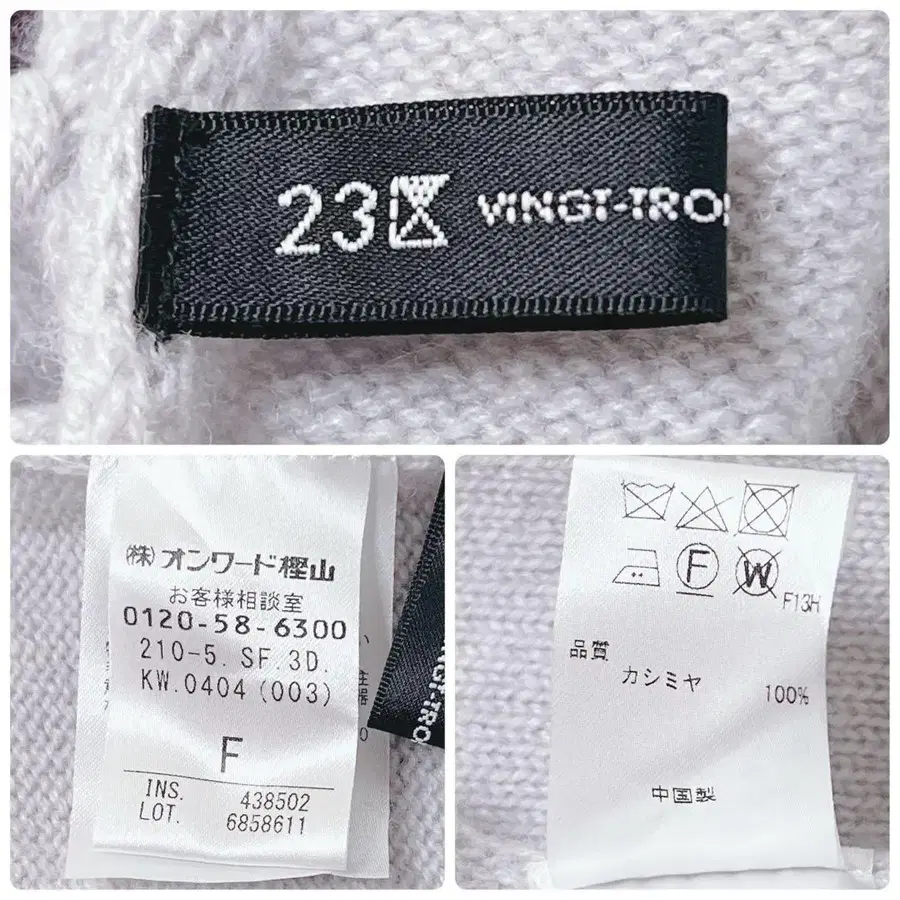 23区 VINGT-TRO
(株)オンワード樫山
お客様相談室
0120-58-6300
210-5. SF. 3D.
KW. 0404 (003)
F
INS. 438502
LOT. 6858611
F
W
F13H
品質
カシミヤ 100%
中国製